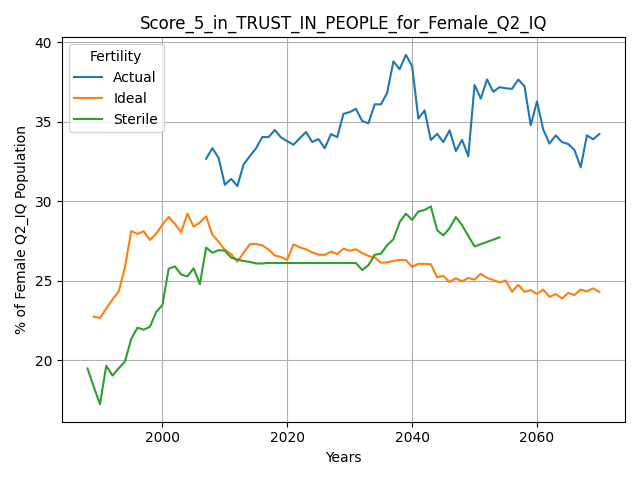 Score_5_in_TRUST_IN_PEOPLE_for_Female_Q2_IQ
Fertility
Actual
Ideal
Sterile
% of Female Q2_IQ Population
40
35
30
25
20
2000
2020
2040
2060
Years